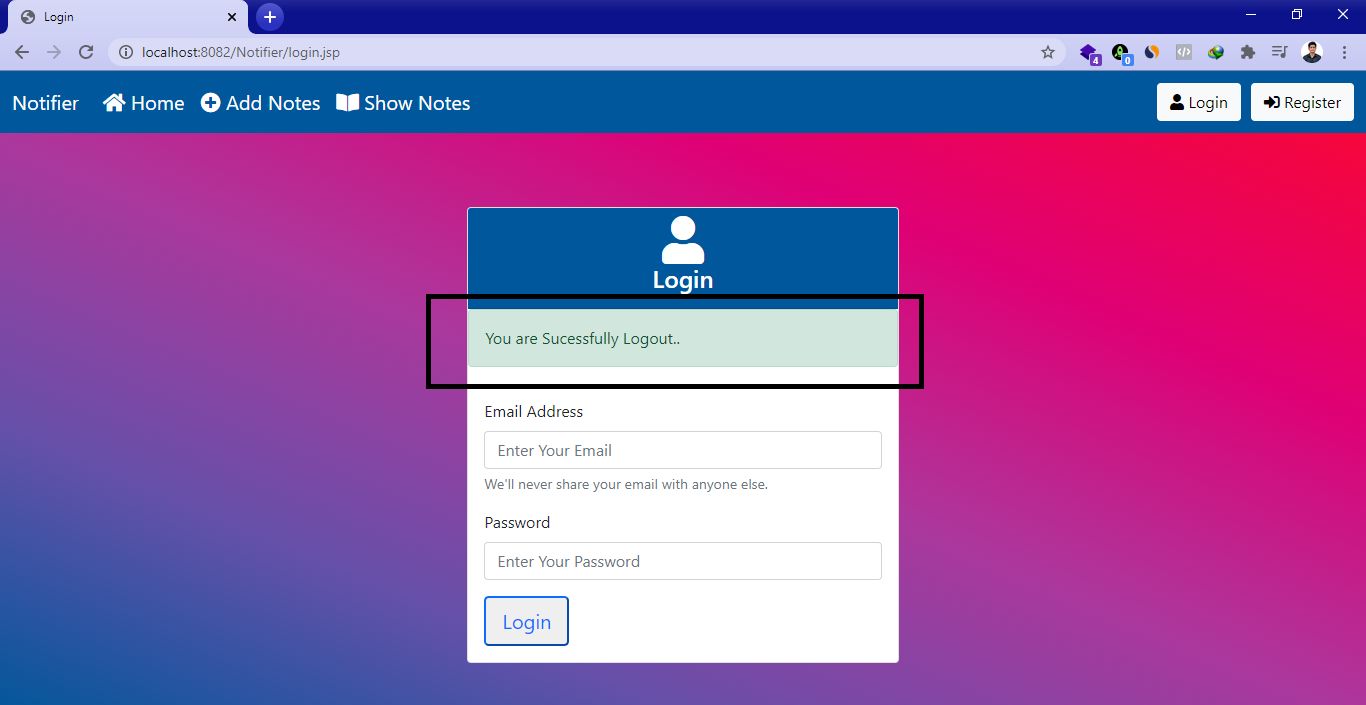 Login
localhost:8082/Notifier/login.jsp
4
0
Notifier Home Add Notes Show Notes Login Register
Login
You are Sucessfully Logout..
Email Address
Enter Your Email
We'll never share your email with anyone else.
Password
Enter Your Password
Login